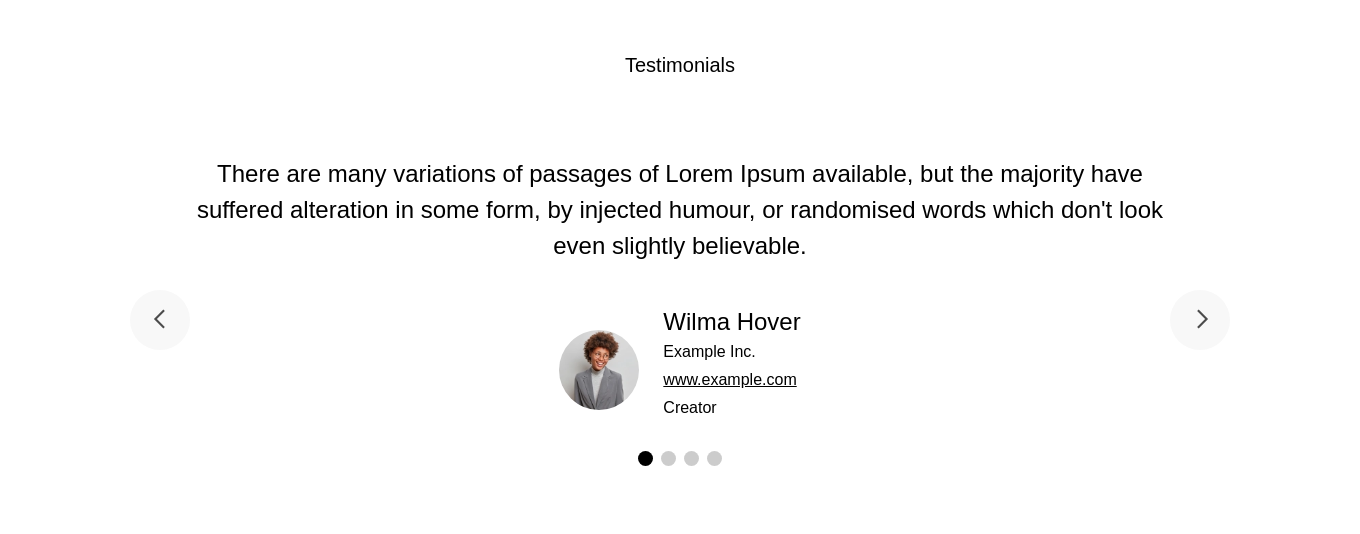 Testimonials
There are many variations of passages of Lorem Ipsum available, but the majority have
suffered alteration in some form, by injected humour, or randomised words which don't look
even slightly believable.
Wilma Hover
Example Inc.
www.example.com
Creator